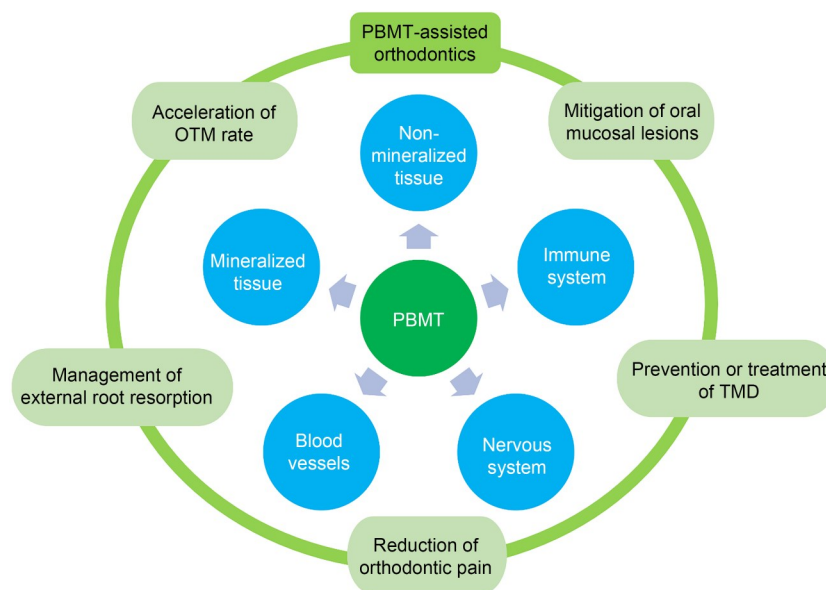 PBMT-assisted
orthodontics
Acceleration of
OTM rate
Mitigation of oral
mucosal lesions
Non-
mineralized
tissue
Mineralized
tissue
Immune
system
PBMT
Management of
external root resorption
Prevention or treatment
of TMD
Blood
vessels
Nervous
system
Reduction of
orthodontic pain